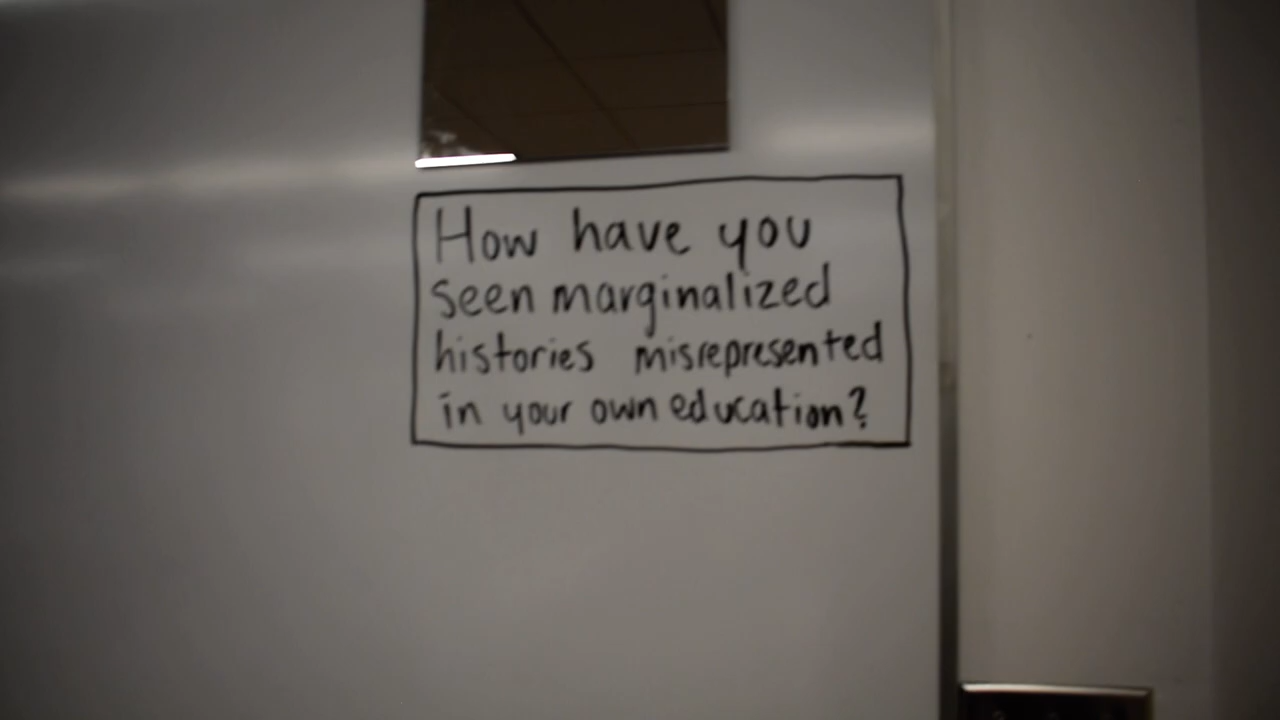 How have you
seen marginalized
histories misrepresented
in your own education?